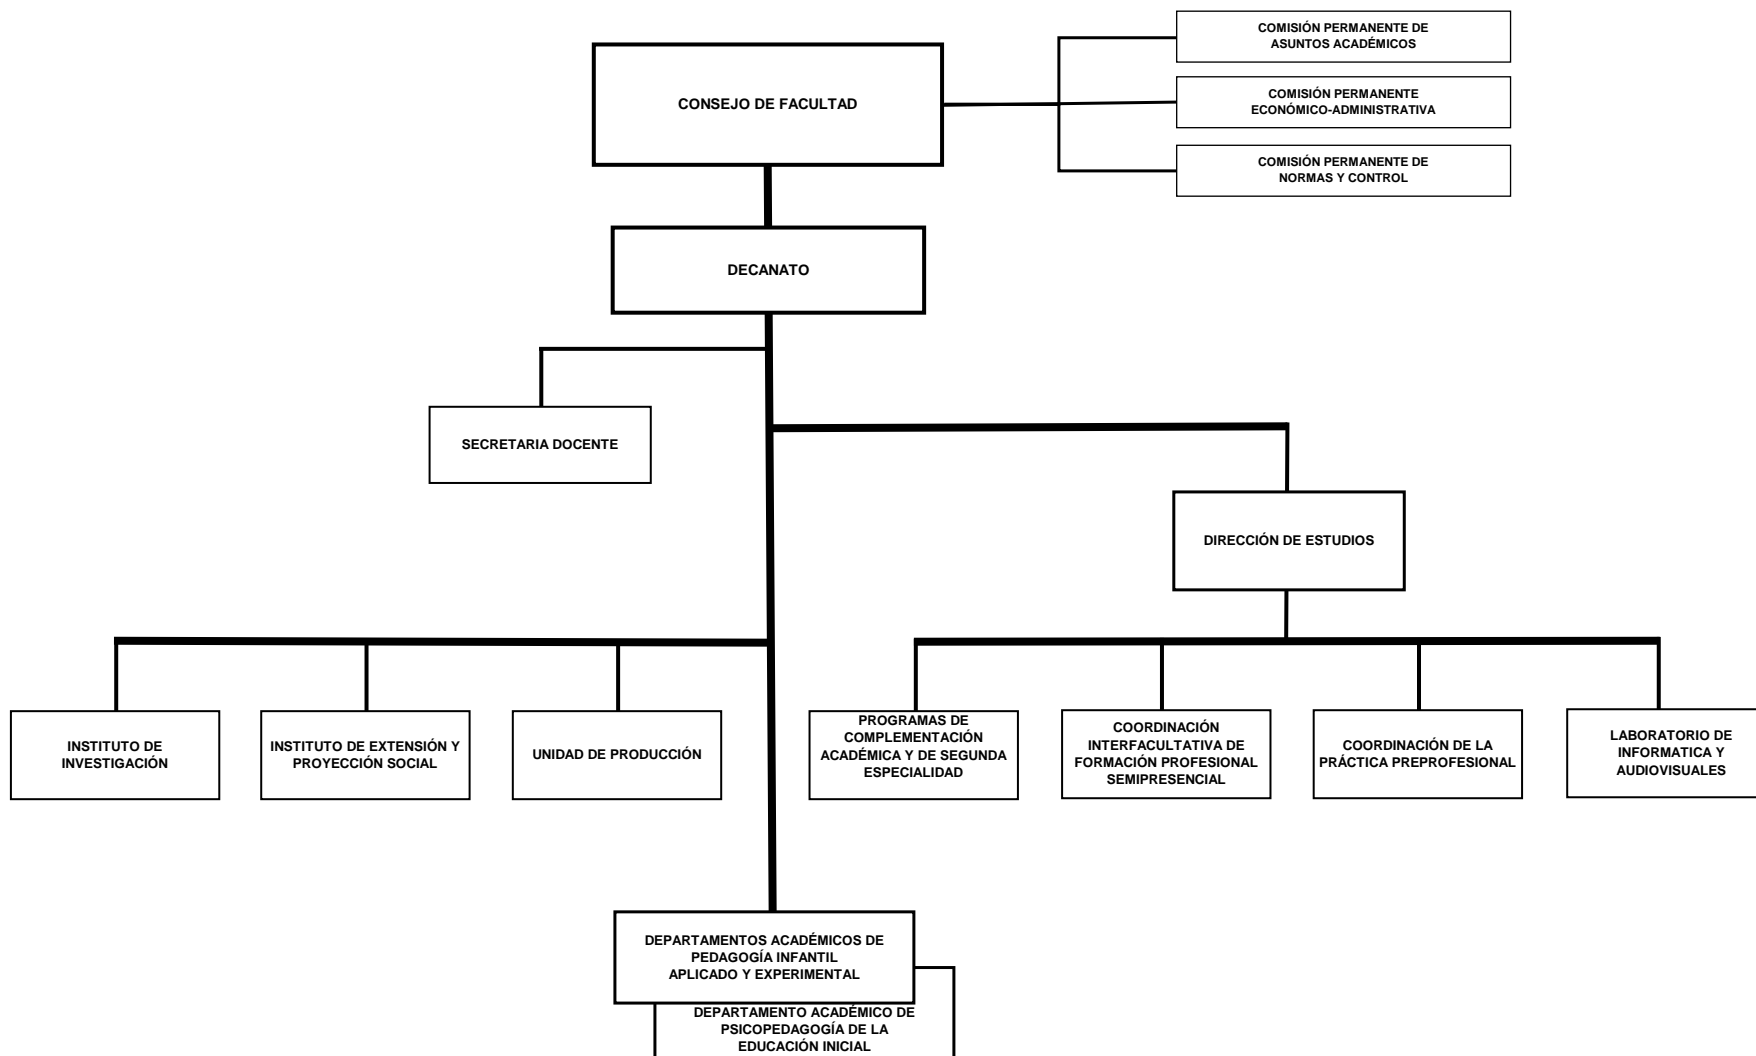 COMISIÓN PERMANENTE DE
ASUNTOS ACADÉMICOS
CONSEJO DE FACULTAD
COMISIÓN PERMANENTE
ECONÓMICO-ADMINISTRATIVA
COMISIÓN PERMANENTE DE
NORMAS Y CONTROL
DECANATO
SECRETARIA DOCENTE
DIRECCIÓN DE ESTUDIOS
INSTITUTO DE
INVESTIGACIÓN
INSTITUTO DE EXTENSIÓN Y
PROYECCIÓN SOCIAL
UNIDAD DE PRODUCCIÓN
PROGRAMAS DE
COMPLEMENTACIÓN
ACADÉMICA Y DE SEGUNDA
ESPECIALIDAD
COORDINACIÓN
INTERFACULTATIVA DE
FORMACIÓN PROFESIONAL
SEMIPRESENCIAL
COORDINACIÓN DE LA
PRÁCTICA PREPROFESIONAL
LABORATORIO DE
INFORMATICA Y
AUDIOVISUALES
DEPARTAMENTOS ACADÉMICOS DE
PEDAGOGÍA INFANTIL
APLICADO Y EXPERIMENTAL
DEPARTAMENTO ACADÉMICO DE
PSICOPEDAGOGÍA DE LA
EDUCACIÓN INICIAL